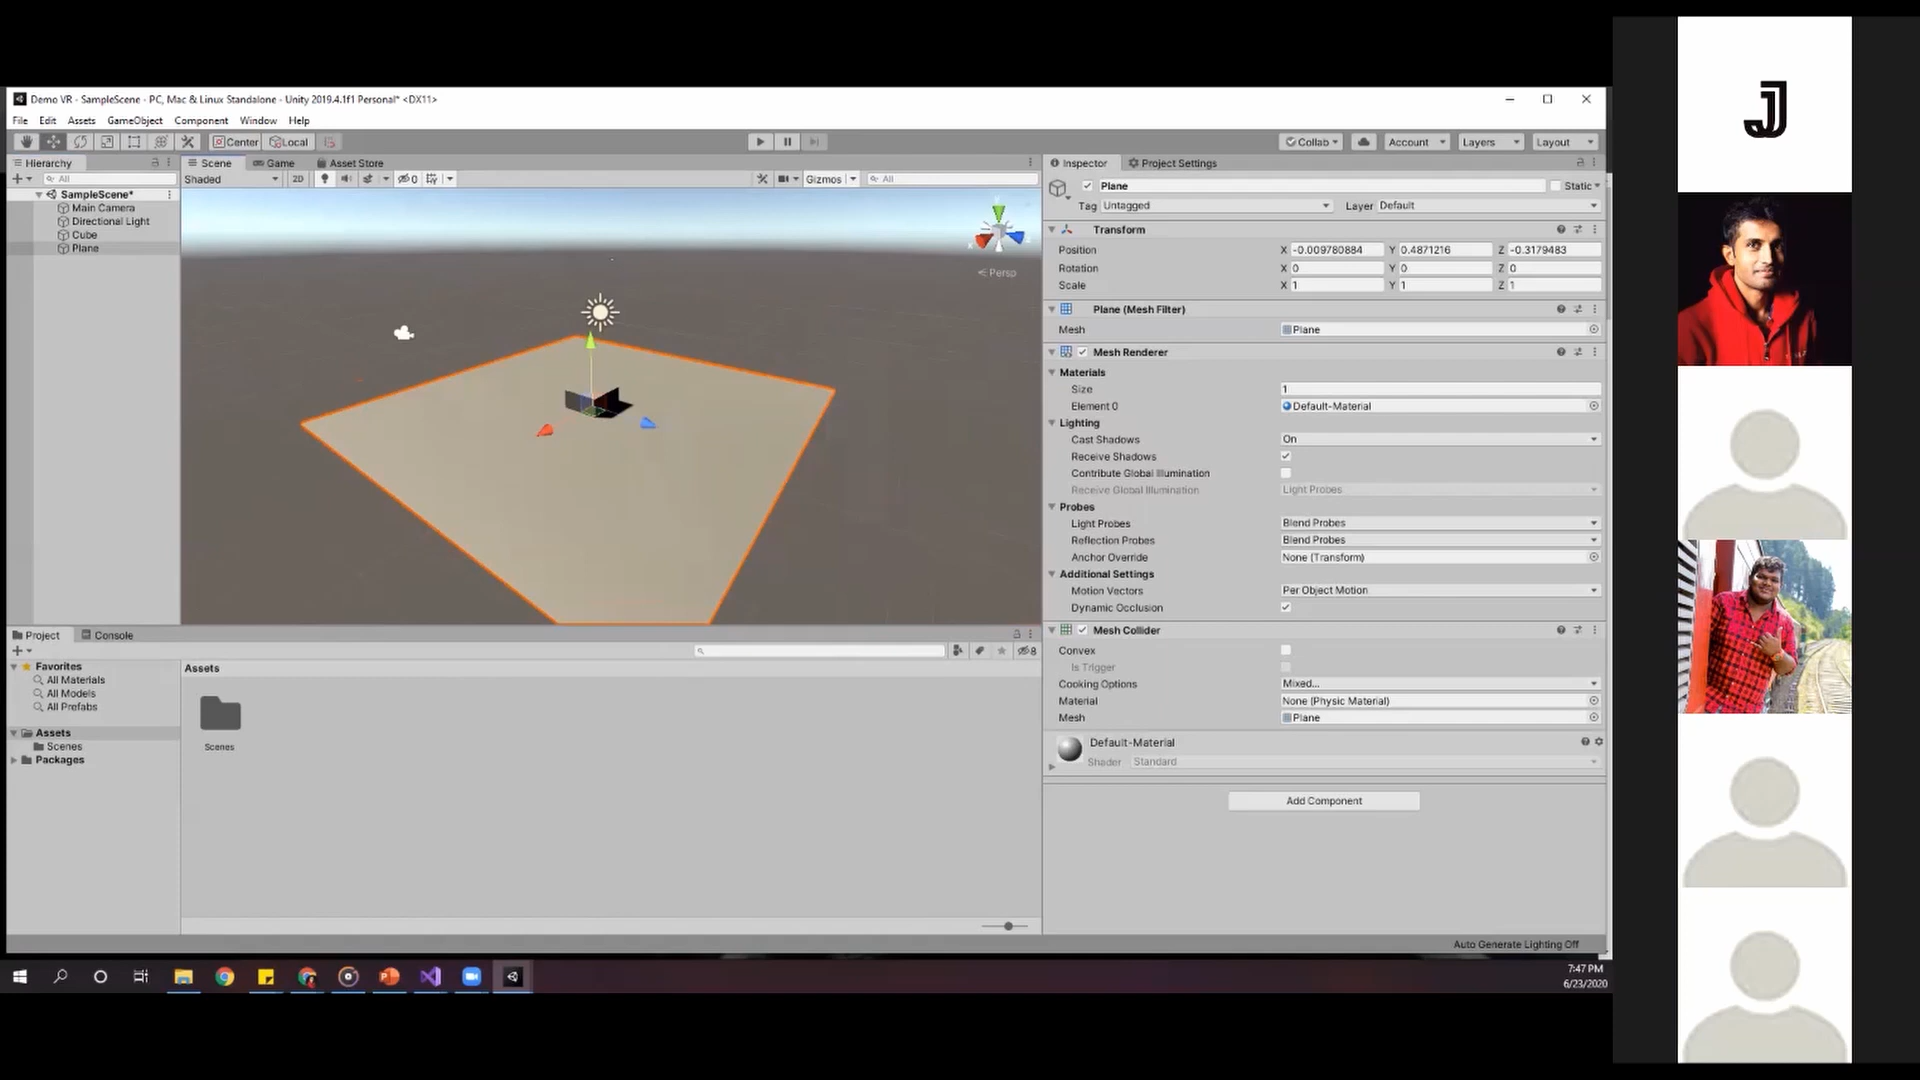 Demo VR - SampleScene - PC, Mac & Linux Standalone - Unity 2019.4.1f1 Personal* <DX11>
File Edit Assets GameObject Component Window Help
Center Local Collab Account Layers Layout
Hierarchy Scene Game Asset Store Inspector Project Settings
All Shaded 2D 0 Gizmos All
SampleScene*
Main Camera
Directional Light
Cube
Plane
Persp
x
Plane Static
Tag Untagged Layer Default
Transform
Position X -0.009780884 Y 0.4871216 Z -0.3179483
Rotation X 0 Y 0 Z 0
Scale X 1 Y 1 Z 1
Plane (Mesh Filter)
Mesh Plane
Mesh Renderer
Materials
Size 1
Element 0 Default-Material
Lighting
Cast Shadows On
Receive Shadows
Contribute Global Illumination
Receive Global Illumination Light Probes
Probes
Light Probes Blend Probes
Reflection Probes Blend Probes
Anchor Override None (Transform)
Additional Settings
Motion Vectors Per Object Motion
Dynamic Occlusion
Mesh Collider
Convex
Is Trigger
Cooking Options Mixed...
Material None (Physic Material)
Mesh Plane
Default-Material
Shader Standard
Add Component
Project Console
8
Favorites
All Materials
All Models
All Prefabs
Assets
Scenes
Packages
Assets
Scenes
Auto Generate Lighting Off
7:47 PM
6/23/2020
J